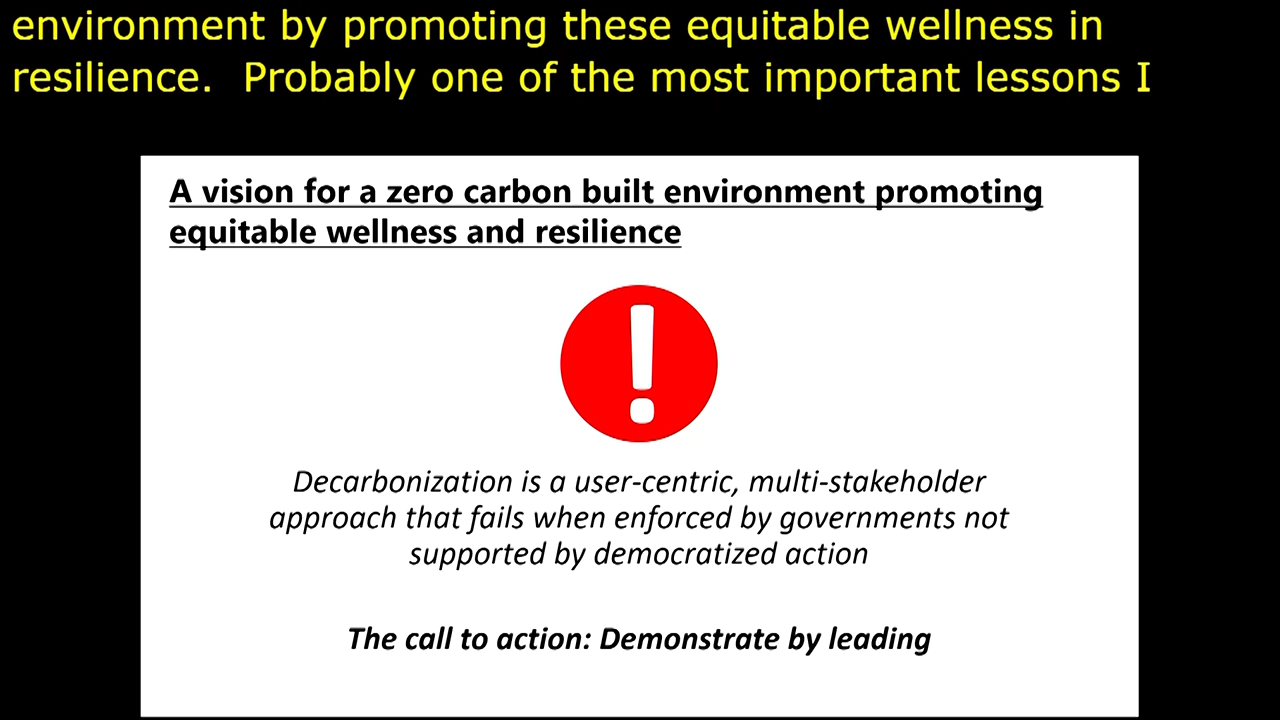 environment by promoting these equitable wellness in
resilience.  Probably one of the most important lessons I
A vision for a zero carbon built environment promoting
equitable wellness and resilience
!
Decarbonization is a user-centric, multi-stakeholder
approach that fails when enforced by governments not
supported by democratized action
The call to action: Demonstrate by leading